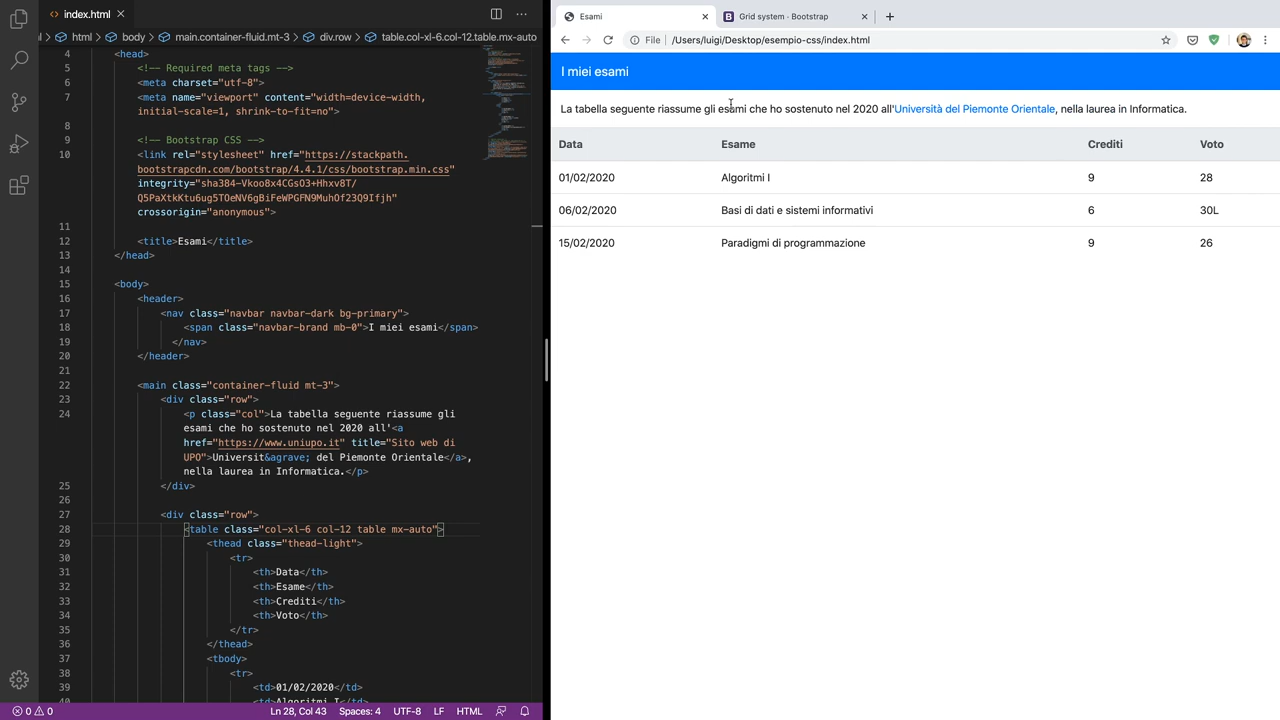 index.html
html
body
main.container-fluid.mt-3
div.row
table.col-xl-6.col-12.table.mx-auto
4 <head>
5 <!-- Required meta tags -->
6 <meta charset="utf-8">
7 <meta name="viewport" content="width=device-width,
initial-scale=1, shrink-to-fit=no">
8
9 <!-- Bootstrap CSS -->
10 <link rel="stylesheet" href="https://stackpath.
bootstrapcdn.com/bootstrap/4.4.1/css/bootstrap.min.css"
integrity="sha384-Vkoo8x4CGsO3+Hhxv8T/
Q5PaXtkKtu6ug5TOeNV6gBiFeWPGFN9MuhOf23Q9Ifjh"
crossorigin="anonymous">
11
12 <title>Esami</title>
13 </head>
14
15 <body>
16 <header>
17 <nav class="navbar navbar-dark bg-primary">
18 <span class="navbar-brand mb-0">I miei esami</span>
19 </nav>
20 </header>
21
22 <main class="container-fluid mt-3">
23 <div class="row">
24 <p class="col">La tabella seguente riassume gli
esami che ho sostenuto nel 2020 all'<a
href="https://www.uniupo.it" title="Sito web di
UPO">Universit&agrave; del Piemonte Orientale</a>,
nella laurea in Informatica.</p>
25 </div>
26
27 <div class="row">
28 <table class="col-xl-6 col-12 table mx-auto">
29 <thead class="thead-light">
30 <tr>
31 <th>Data</th>
32 <th>Esame</th>
33 <th>Crediti</th>
34 <th>Voto</th>
35 </tr>
36 </thead>
37 <tbody>
38 <tr>
39 <td>01/02/2020</td>
40 <td>Algoritmi I</td>
0 0 Ln 28, Col 43 Spaces: 4 UTF-8 LF HTML
Esami
Grid system · Bootstrap
File /Users/luigi/Desktop/esempio-css/index.html
I miei esami
La tabella seguente riassume gli esami che ho sostenuto nel 2020 all'Università del Piemonte Orientale, nella laurea in Informatica.
Data Esame Crediti Voto
01/02/2020 Algoritmi I 9 28
06/02/2020 Basi di dati e sistemi informativi 6 30L
15/02/2020 Paradigmi di programmazione 9 26